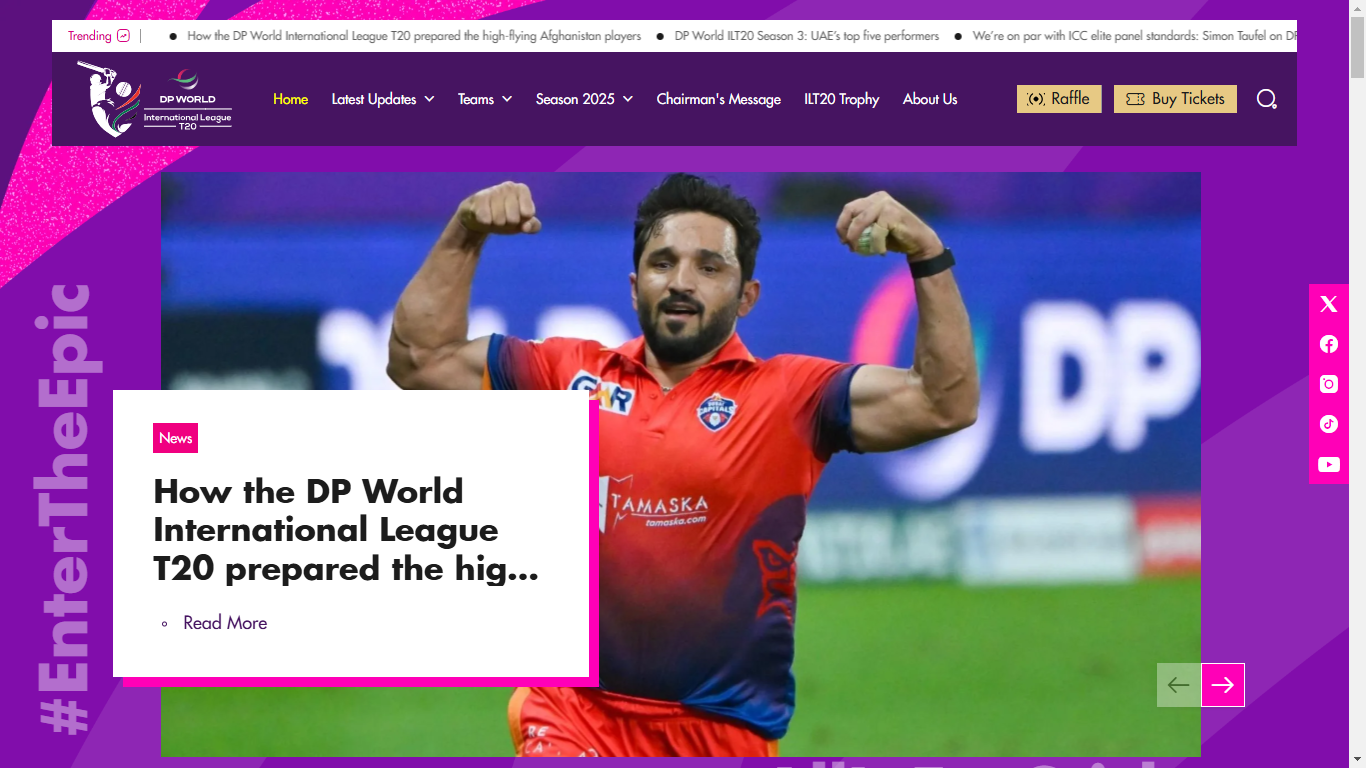 Trending
How the DP World International League T20 prepared the high-flying Afghanistan players
DP World ILT20 Season 3: UAE's top five performers
We're on par with ICC elite panel standards: Simon Taufel on
DP WORLD
International League
T20
Home
Latest Updates
Teams
Season 2025
Chairman's Message
ILT20 Trophy
About Us
Raffle
Buy Tickets
#EnterTheEpic
DP
GWR
DUBAI
CAPITALS
TAMASKA
tamaska.com
News
How the DP World
International League
T20 prepared the hig...
Read More